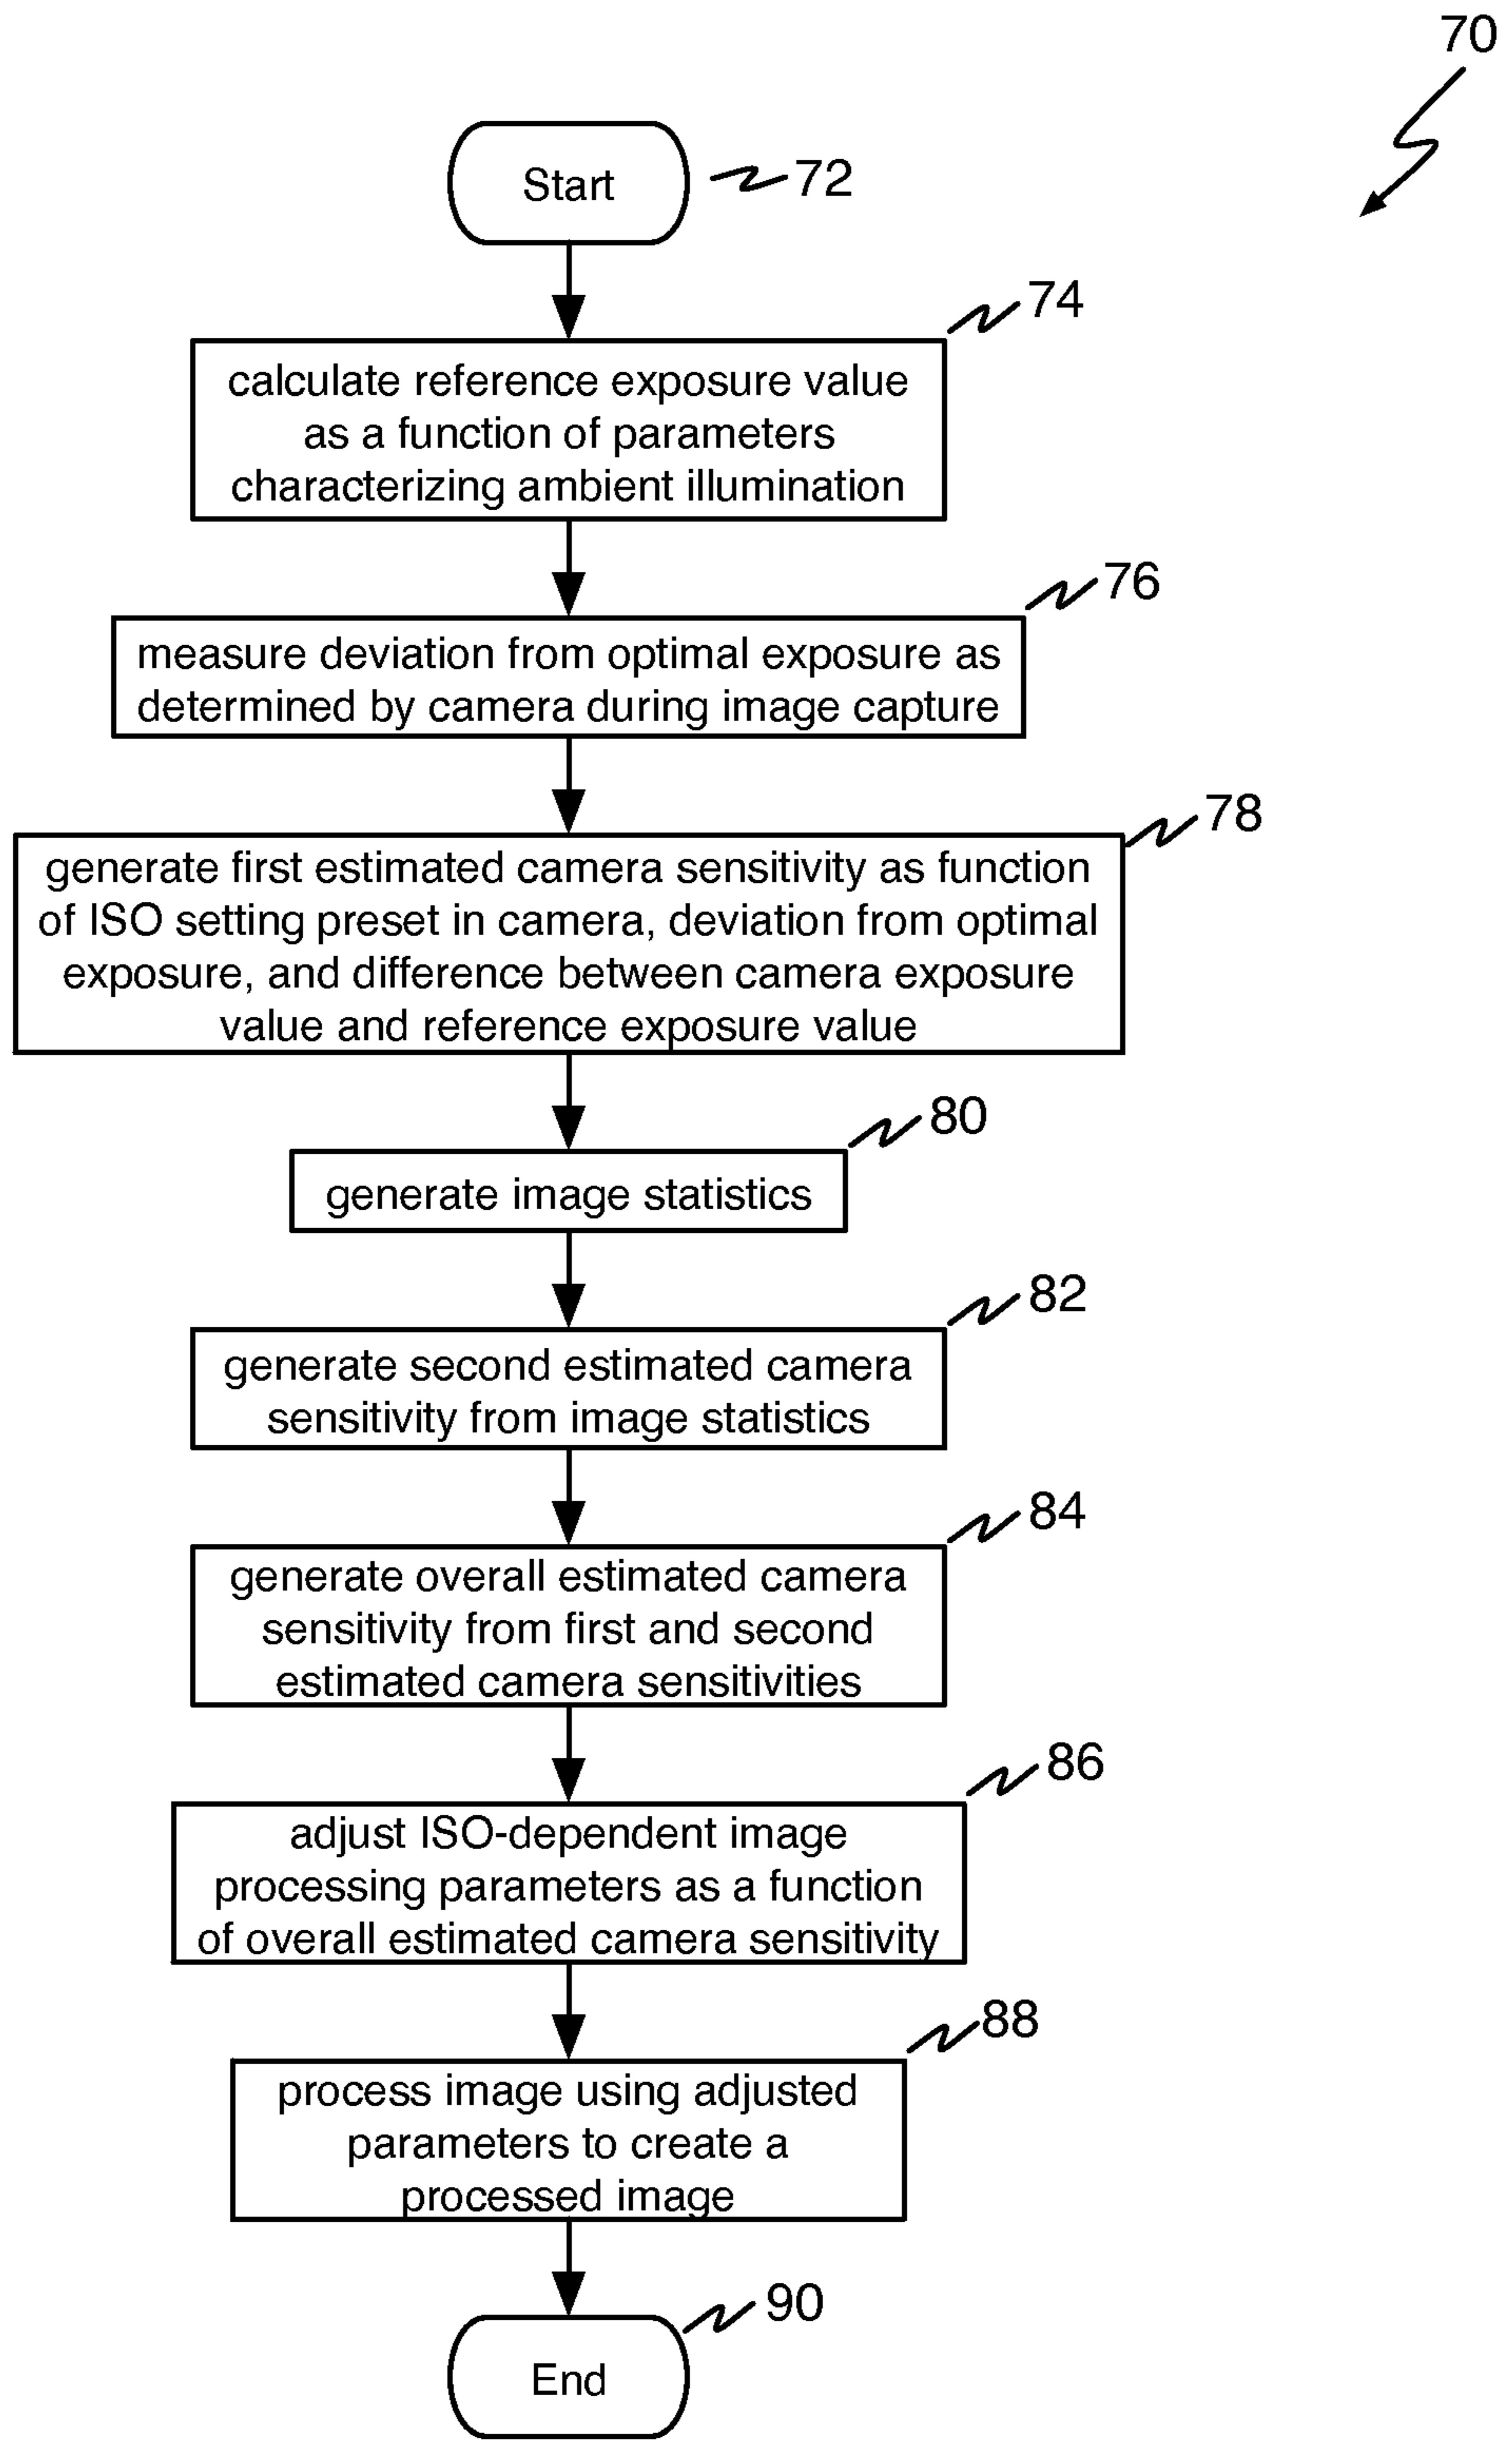 70
Start
72
74
calculate reference exposure value
as a function of parameters
characterizing ambient illumination
76
measure deviation from optimal exposure as
determined by camera during image capture
78
generate first estimated camera sensitivity as function
of ISO setting preset in camera, deviation from optimal
exposure, and difference between camera exposure
value and reference exposure value
80
generate image statistics
82
generate second estimated camera
sensitivity from image statistics
84
generate overall estimated camera
sensitivity from first and second
estimated camera sensitivities
86
adjust ISO-dependent image
processing parameters as a function
of overall estimated camera sensitivity
88
process image using adjusted
parameters to create a
processed image
90
End